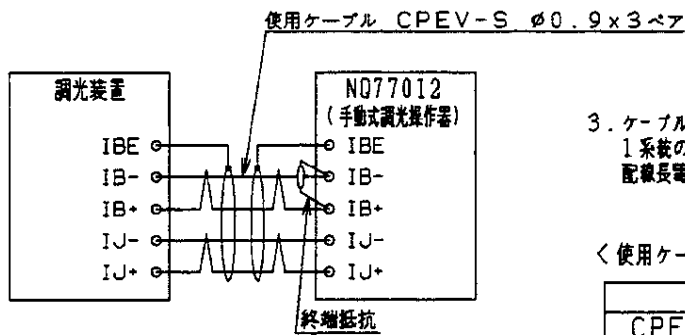 使用ケーブル CPEV-S ø0.9x3ペア
調光装置
IBE
IB-
IB+
IJ-
IJ+
NQ77012
(手動式調光操作器)
IBE
IB-
IB+
IJ-
IJ+
終端抵抗
3.ケーブル
1系統の
配線長
<使用ケー
CPE